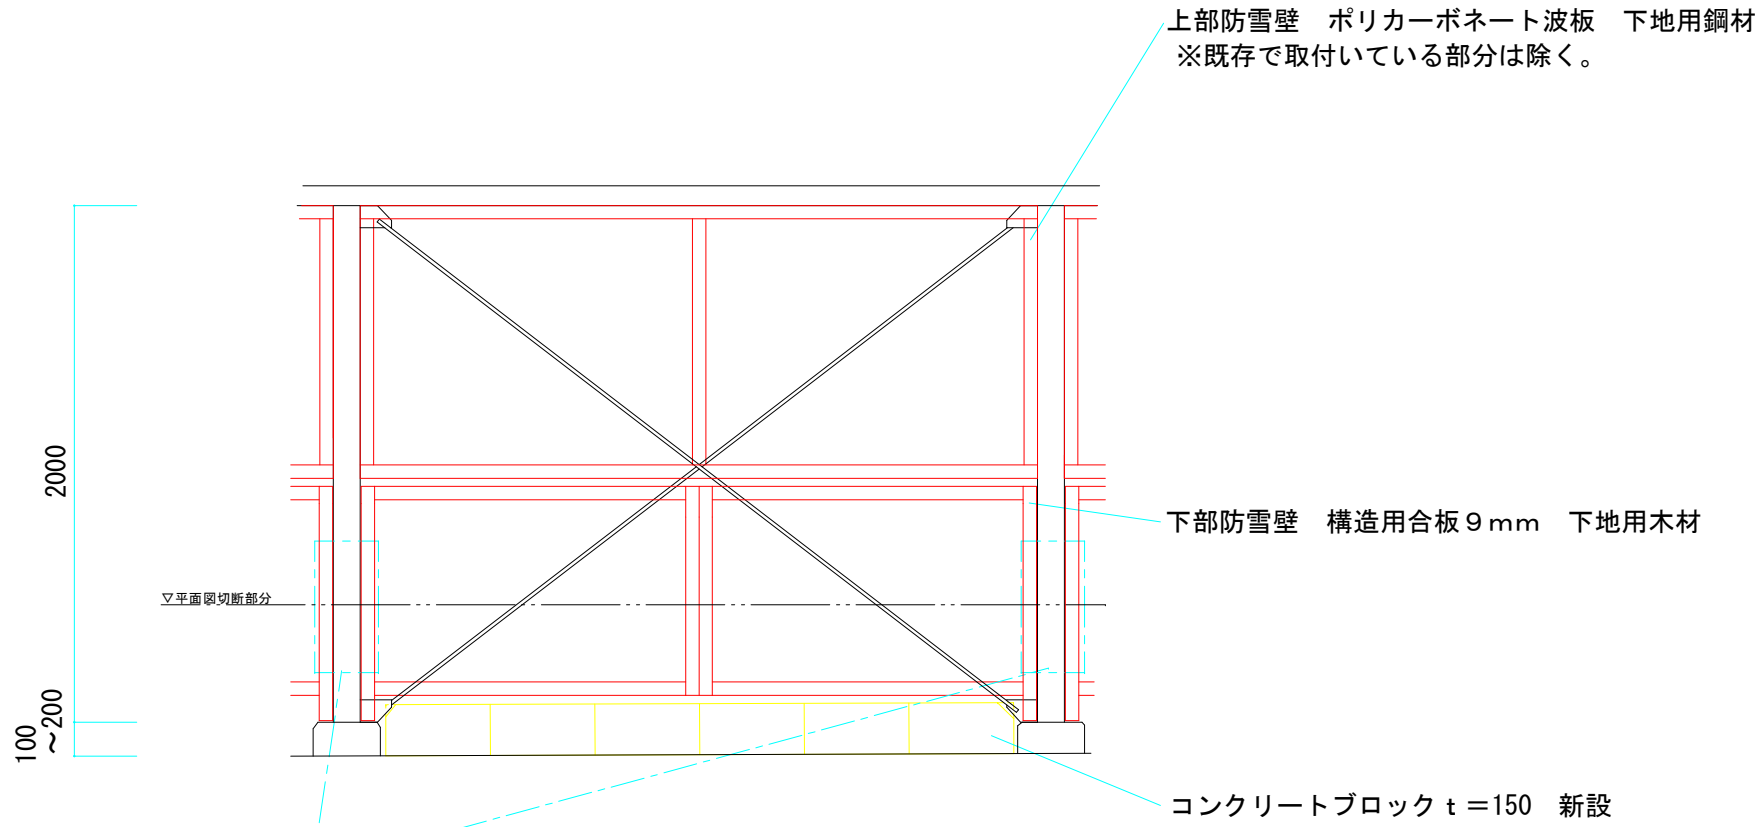 上部防雪壁　ポリカーボネート波板　下地用鋼材
※既存で取付いている部分は除く。
2000
下部防雪壁　構造用合板９ｍｍ　下地用木材
▽平面図切断部分
100
～200
コンクリートブロックｔ＝150　新設